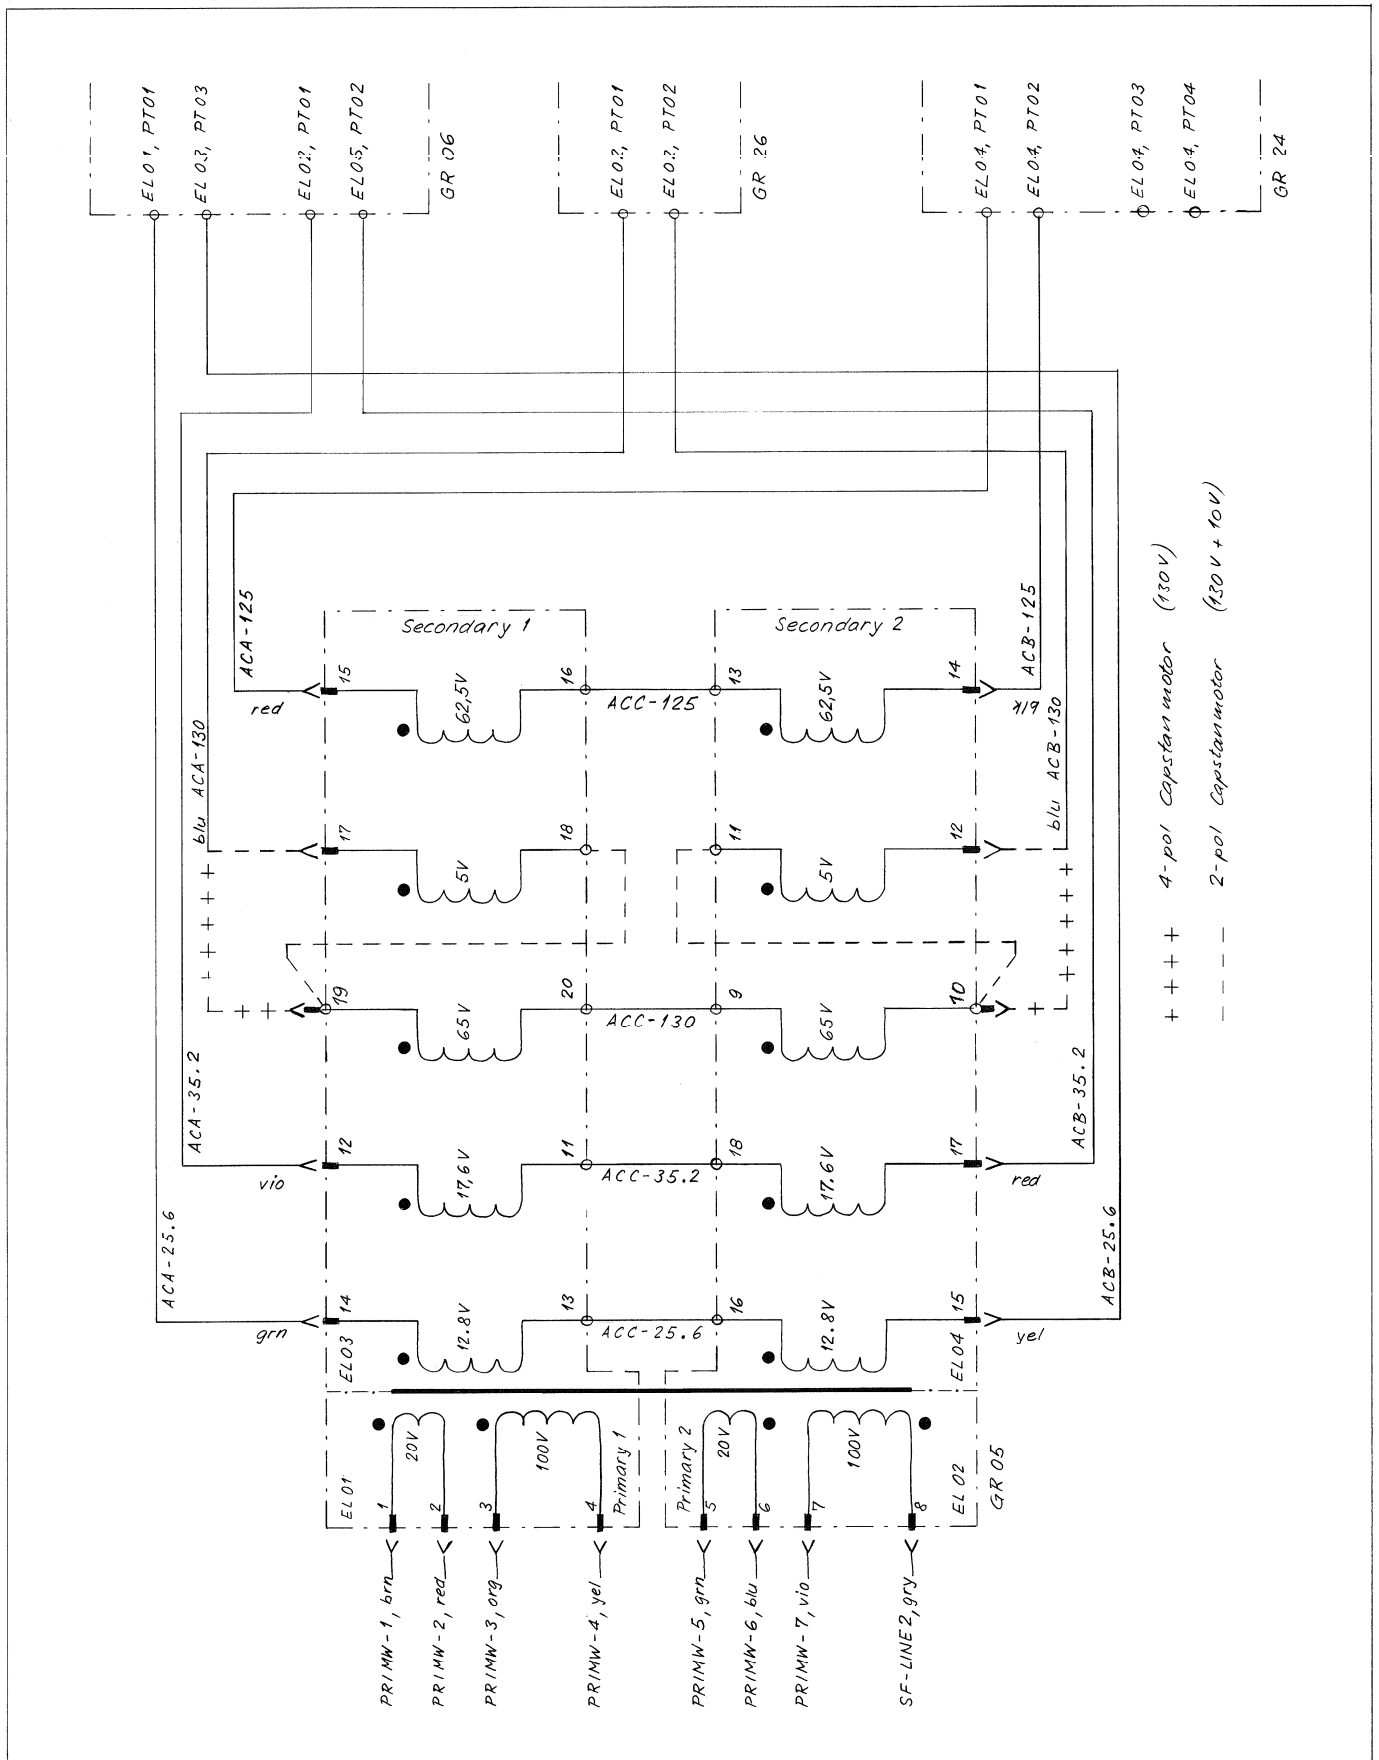 EL01, PT01
EL03, PT03
EL02, PT01
EL05, PT02
GR 06
EL02, PT01
EL02, PT02
GR 26
EL04, PT01
EL04, PT02
EL04, PT03
EL04, PT04
GR 24
ACA-125
red
15
Secondary 1
62,5V
16
ACC-125
Secondary 2
13
62,5V
14
blk
ACB-125
blu ACA-130
17
5V
18
11
5V
12
blu ACB-130
+ + + + 4-pol Capstanmotor (130V)
- - - - 2-pol Capstanmotor (130V + 10V)
19
65V
20
ACC-130
9
65V
10
ACA-35.2
vio
12
17,6V
11
ACC-35.2
18
17.6V
17
red
ACB-35.2
ACA-25.6
grn
14
EL03
12.8V
13
ACC-25.6
16
12.8V
15
EL04
yel
ACB-25.6
EL01
20V
100V
Primary 1
Primary 2
20V
100V
EL02
GR 05
1
2
3
4
5
6
7
8
PRIMW-1, brn
PRIMW-2, red
PRIMW-3, org
PRIMW-4, yel
PRIMW-5, grn
PRIMW-6, blu
PRIMW-7, vio
SF-LINE2, gry